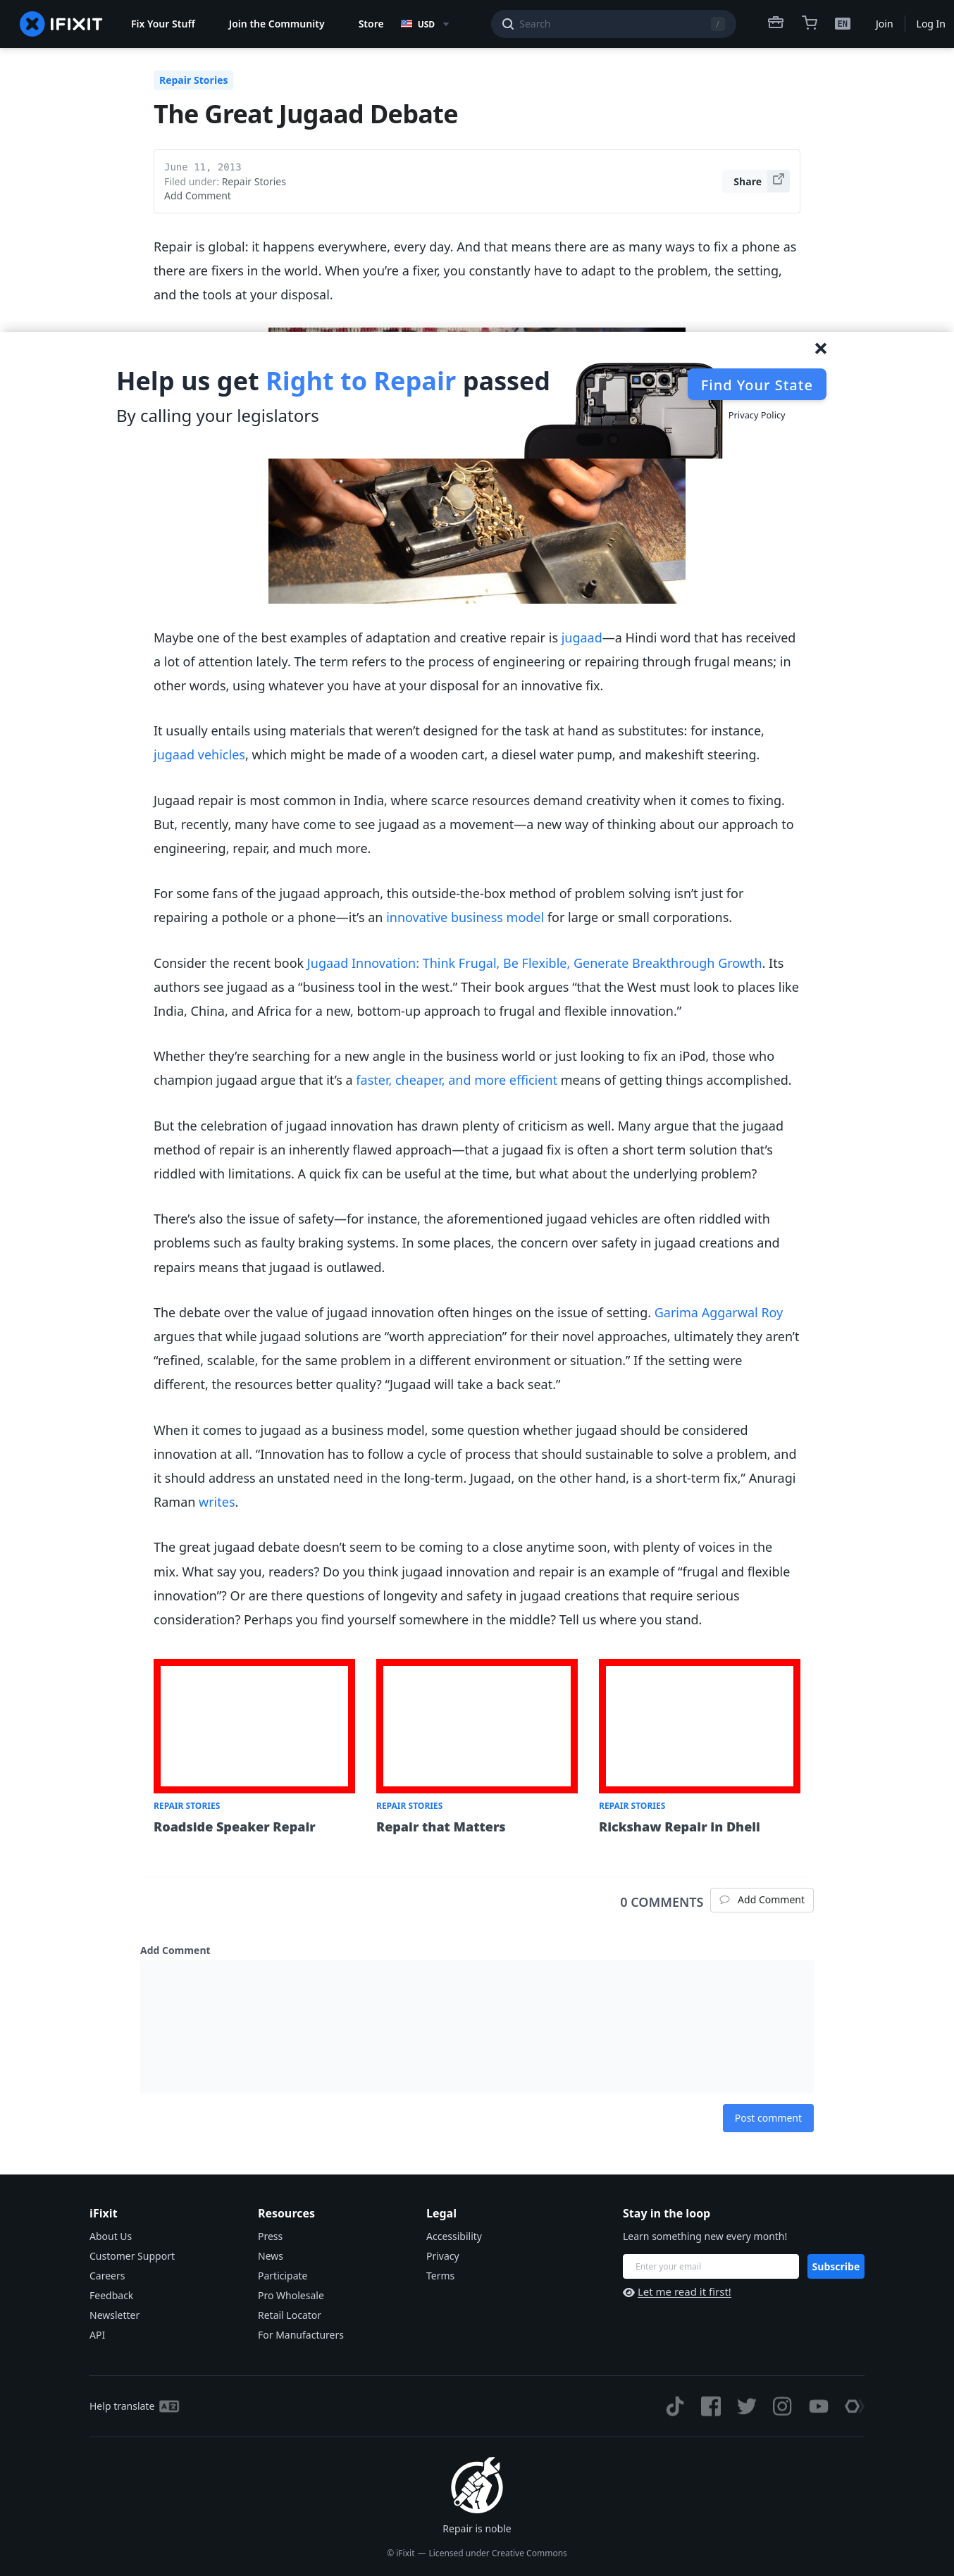 IFIXIT
Fix Your Stuff
Join the Community
Store
USD
Search
/
EN
Join
Log In
Repair Stories
The Great Jugaad Debate
June 11, 2013
Filed under: Repair Stories
Add Comment
Share
Repair is global: it happens everywhere, every day. And that means there are as many ways to fix a phone as
there are fixers in the world. When you’re a fixer, you constantly have to adapt to the problem, the setting,
and the tools at your disposal.
Help us get Right to Repair passed
By calling your legislators
Find Your State
Privacy Policy
Maybe one of the best examples of adaptation and creative repair is jugaad—a Hindi word that has received
a lot of attention lately. The term refers to the process of engineering or repairing through frugal means; in
other words, using whatever you have at your disposal for an innovative fix.
It usually entails using materials that weren’t designed for the task at hand as substitutes: for instance,
jugaad vehicles, which might be made of a wooden cart, a diesel water pump, and makeshift steering.
Jugaad repair is most common in India, where scarce resources demand creativity when it comes to fixing.
But, recently, many have come to see jugaad as a movement—a new way of thinking about our approach to
engineering, repair, and much more.
For some fans of the jugaad approach, this outside-the-box method of problem solving isn’t just for
repairing a pothole or a phone—it’s an innovative business model for large or small corporations.
Consider the recent book Jugaad Innovation: Think Frugal, Be Flexible, Generate Breakthrough Growth. Its
authors see jugaad as a “business tool in the west.” Their book argues “that the West must look to places like
India, China, and Africa for a new, bottom-up approach to frugal and flexible innovation.”
Whether they’re searching for a new angle in the business world or just looking to fix an iPod, those who
champion jugaad argue that it’s a faster, cheaper, and more efficient means of getting things accomplished.
But the celebration of jugaad innovation has drawn plenty of criticism as well. Many argue that the jugaad
method of repair is an inherently flawed approach—that a jugaad fix is often a short term solution that’s
riddled with limitations. A quick fix can be useful at the time, but what about the underlying problem?
There’s also the issue of safety—for instance, the aforementioned jugaad vehicles are often riddled with
problems such as faulty braking systems. In some places, the concern over safety in jugaad creations and
repairs means that jugaad is outlawed.
The debate over the value of jugaad innovation often hinges on the issue of setting. Garima Aggarwal Roy
argues that while jugaad solutions are “worth appreciation” for their novel approaches, ultimately they aren’t
“refined, scalable, for the same problem in a different environment or situation.” If the setting were
different, the resources better quality? “Jugaad will take a back seat.”
When it comes to jugaad as a business model, some question whether jugaad should be considered
innovation at all. “Innovation has to follow a cycle of process that should sustainable to solve a problem, and
it should address an unstated need in the long-term. Jugaad, on the other hand, is a short-term fix,” Anuragi
Raman writes.
The great jugaad debate doesn’t seem to be coming to a close anytime soon, with plenty of voices in the
mix. What say you, readers? Do you think jugaad innovation and repair is an example of “frugal and flexible
innovation”? Or are there questions of longevity and safety in jugaad creations that require serious
consideration? Perhaps you find yourself somewhere in the middle? Tell us where you stand.
REPAIR STORIES
Roadside Speaker Repair
REPAIR STORIES
Repair that Matters
REPAIR STORIES
Rickshaw Repair in Dheli
0 COMMENTS
Add Comment
Add Comment
Post comment
iFixit
About Us
Customer Support
Careers
Feedback
Newsletter
API
Resources
Press
News
Participate
Pro Wholesale
Retail Locator
For Manufacturers
Legal
Accessibility
Privacy
Terms
Stay in the loop
Learn something new every month!
Enter your email
Subscribe
Let me read it first!
Help translate
Repair is noble
© iFixit — Licensed under Creative Commons